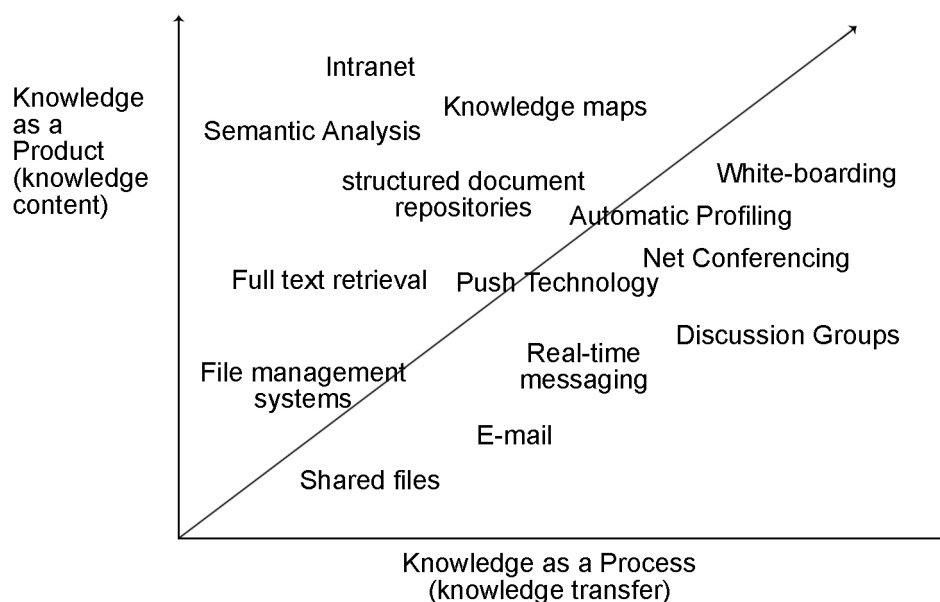 Intranet
Knowledge
as a
Product
(knowledge
content)
Knowledge maps
Semantic Analysis
White-boarding
structured document
repositories
Automatic Profiling
Net Conferencing
Full text retrieval
Push Technology
Discussion Groups
Real-time
messaging
File management
systems
E-mail
Shared files
Knowledge as a Process
(knowledge transfer)